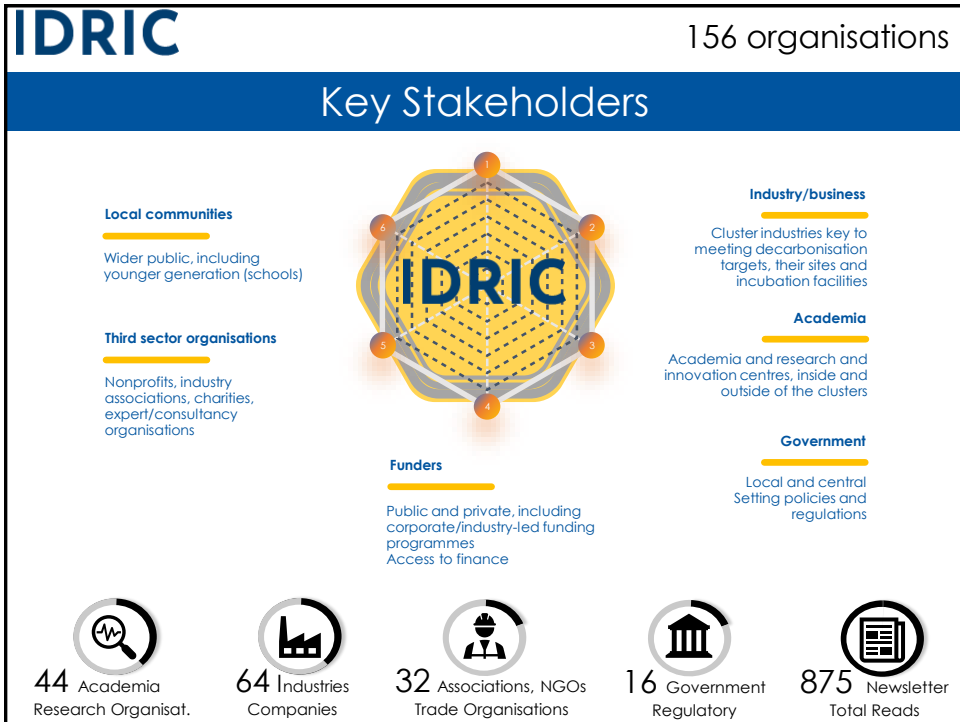 IDRIC
156 organisations
Key Stakeholders
Local communities
Wider public, including
younger generation (schools)
Third sector organisations
Nonprofits, industry
associations, charities,
expert/consultancy
organisations
1
2
3
4
5
6
IDRIC
Funders
Public and private, including
corporate/industry-led funding
programmes
Access to finance
Industry/business
Cluster industries key to
meeting decarbonisation
targets, their sites and
incubation facilities
Academia
Academia and research and
innovation centres, inside and
outside of the clusters
Government
Local and central
Setting policies and
regulations
44 Academia
Research Organisat.
64 Industries
Companies
32 Associations, NGOs
Trade Organisations
16 Government
Regulatory
875 Newsletter
Total Reads